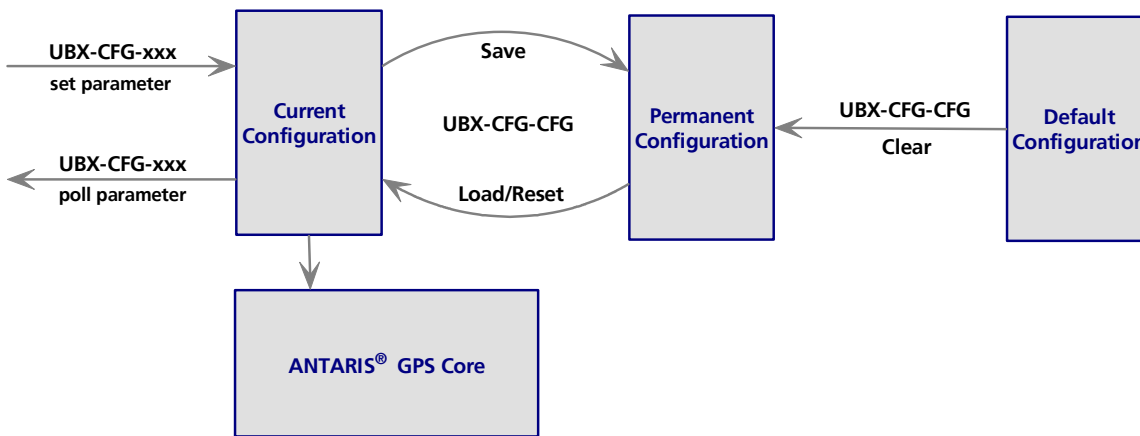 UBX-CFG-xxx
set parameter
UBX-CFG-xxx
poll parameter
Current
Configuration
Save
UBX-CFG-CFG
Load/Reset
Permanent
Configuration
UBX-CFG-CFG
Clear
Default
Configuration
ANTARIS® GPS Core